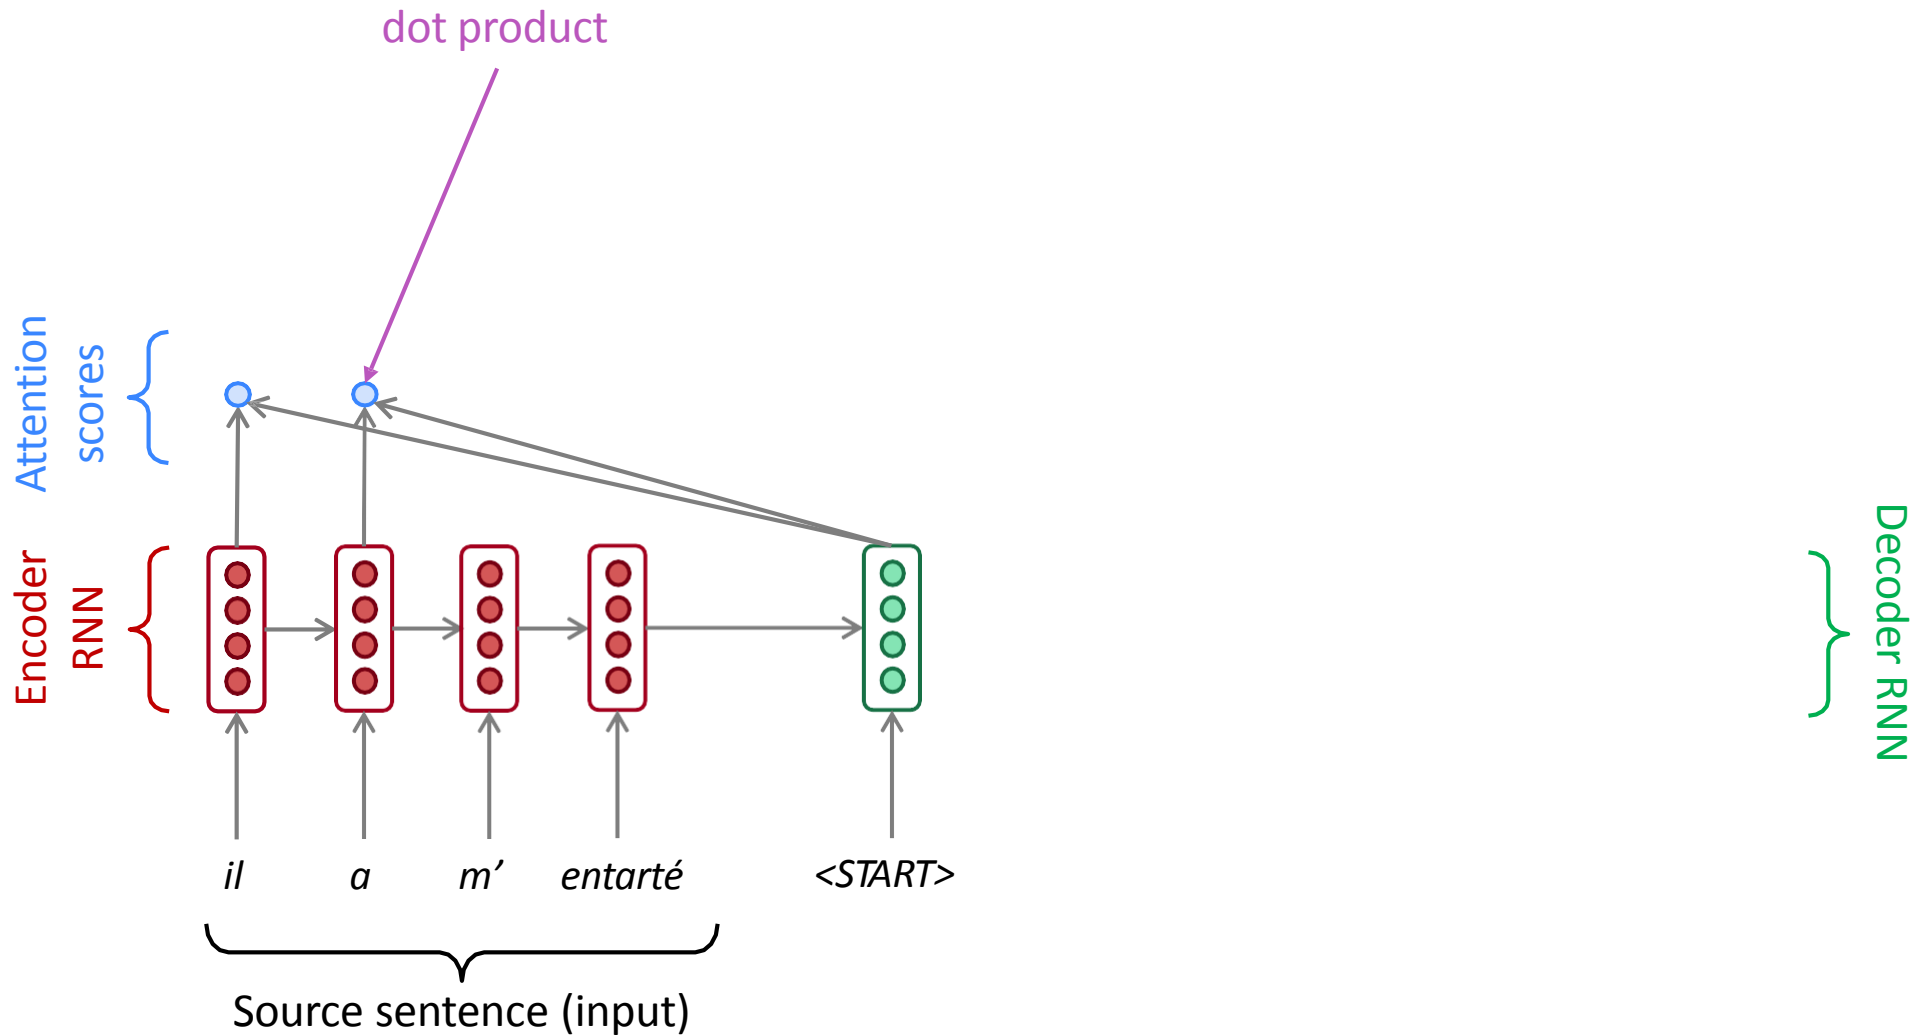 dot product
Attention
scores
Encoder
RNN
Decoder RNN
il a m’ entarté <START>
Source sentence (input)